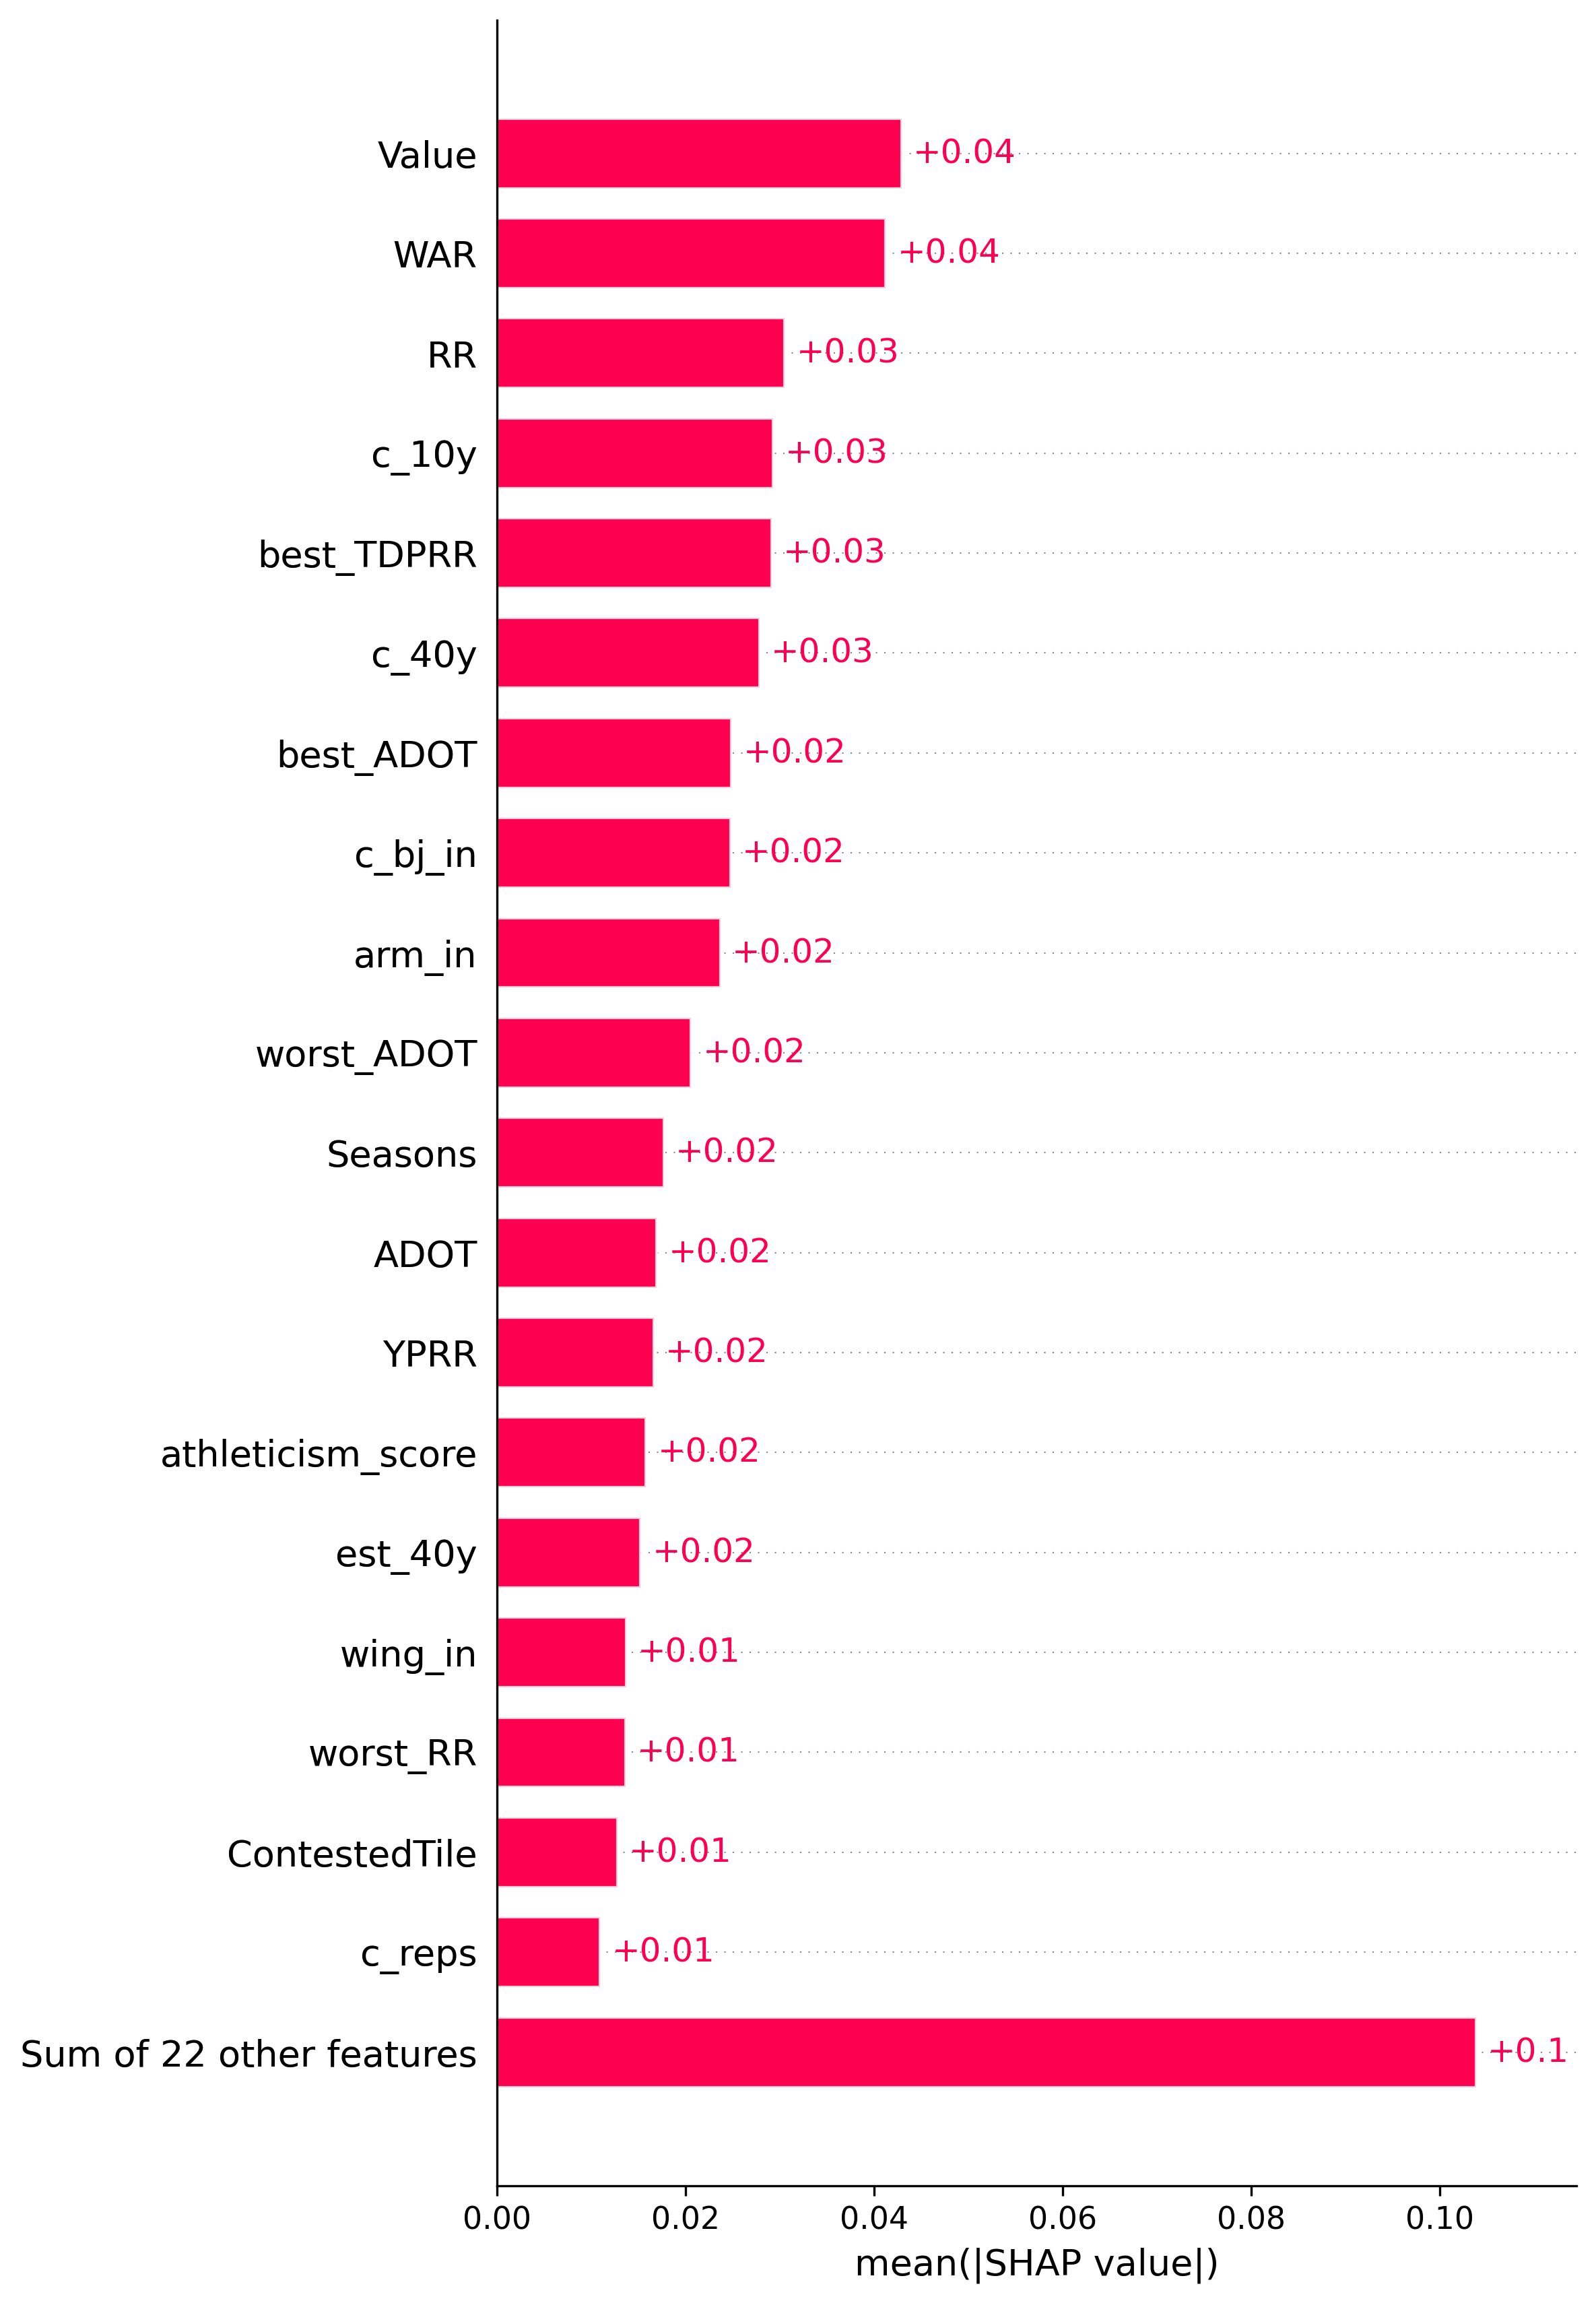 Value +0.04
WAR +0.04
RR +0.03
c_10y +0.03
best_TDPRR +0.03
c_40y +0.03
best_ADOT +0.02
c_bj_in +0.02
arm_in +0.02
worst_ADOT +0.02
Seasons +0.02
ADOT +0.02
YPRR +0.02
athleticism_score +0.02
est_40y +0.02
wing_in +0.01
worst_RR +0.01
ContestedTile +0.01
c_reps +0.01
Sum of 22 other features +0.1
0.00 0.02 0.04 0.06 0.08 0.10
mean(|SHAP value|)